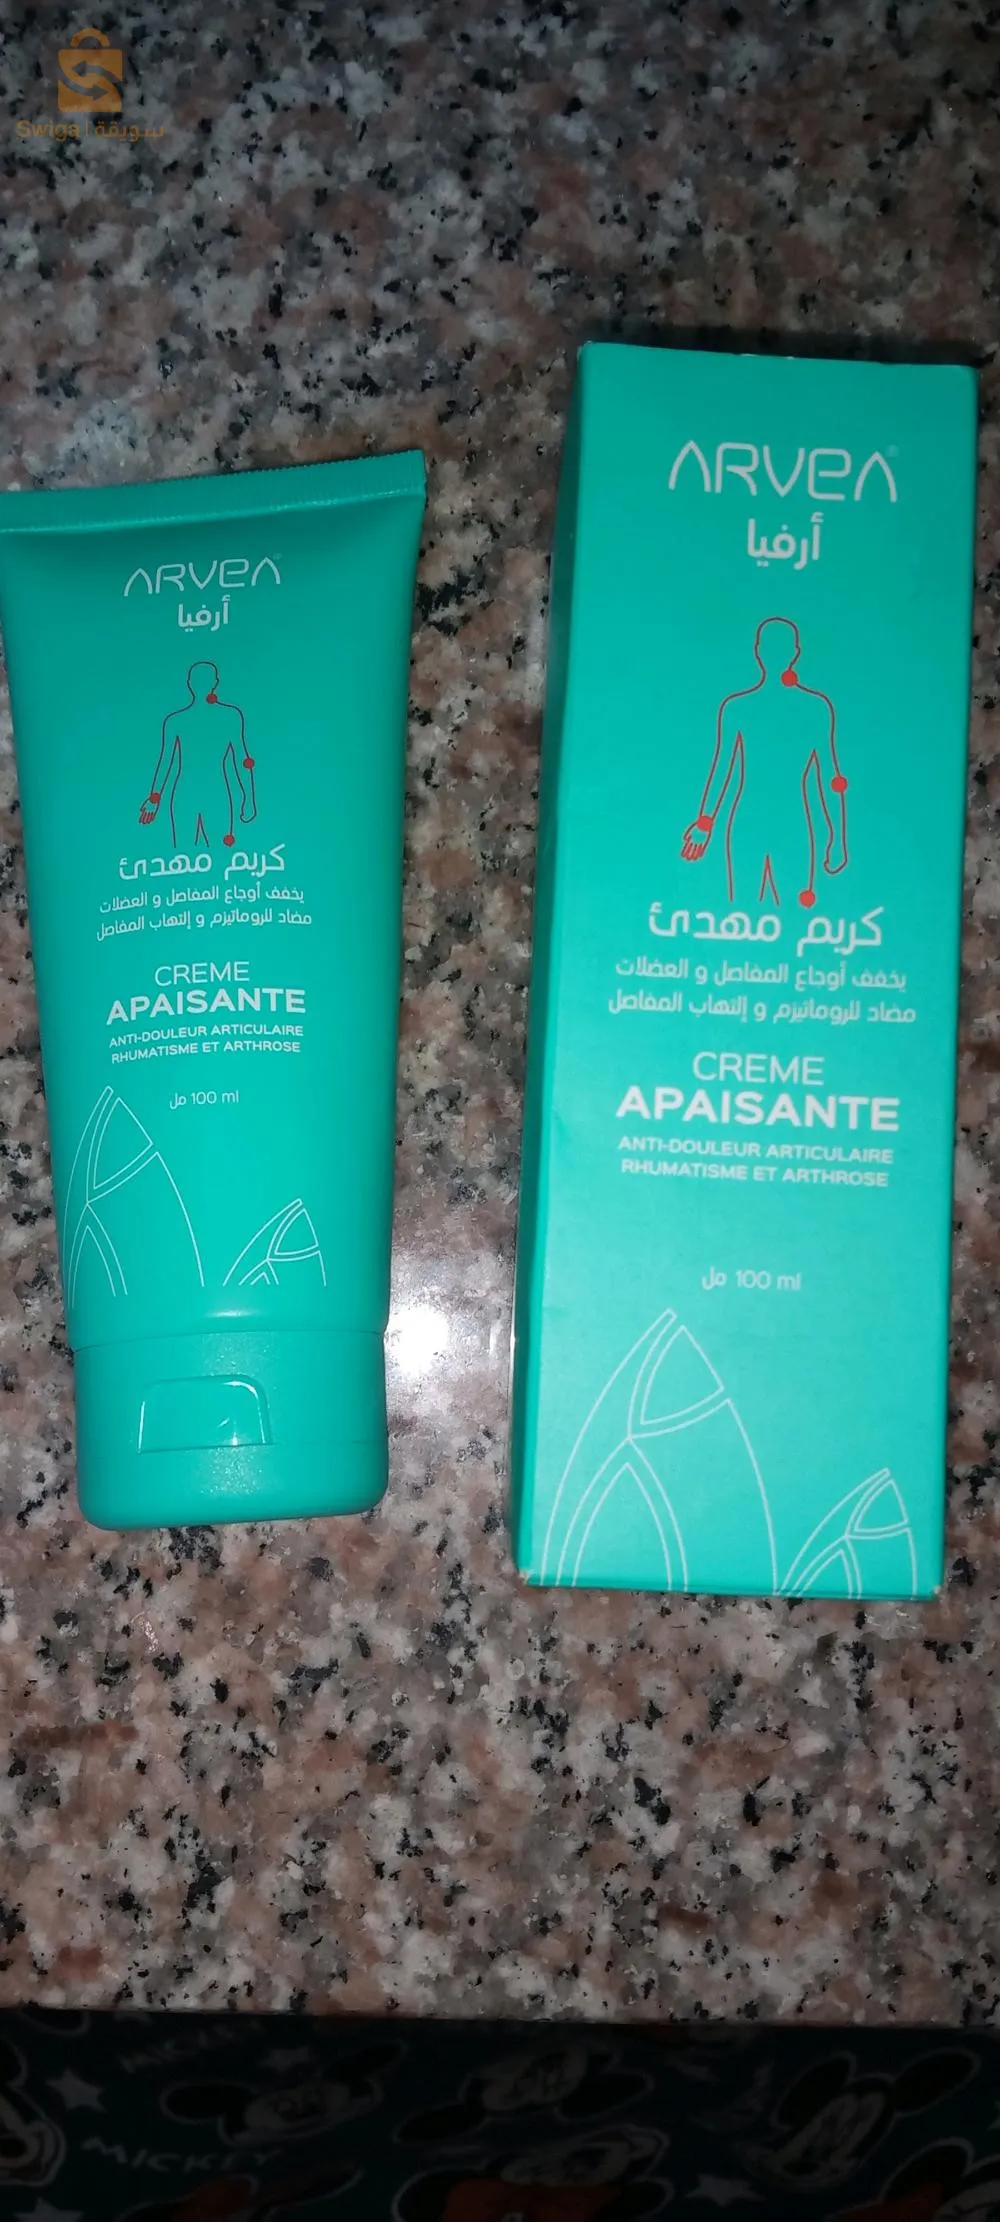 Swiga | سويقة
ARVEA
أرفيا
كريم مهدئ
يخفف أوجاع المفاصل و العضلات
مضاد للروماتيزم و إلتهاب المفاصل
CREME
APAISANTE
ANTI-DOULEUR ARTICULAIRE
RHUMATISME ET ARTHROSE
100 ml مل
ARVEA
أرفيا
كريم مهدئ
يخفف أوجاع المفاصل و العضلات
مضاد للروماتيزم و إلتهاب المفاصل
CREME
APAISANTE
ANTI-DOULEUR ARTICULAIRE
RHUMATISME ET ARTHROSE
100 ml مل
MICKEY
MICKEY